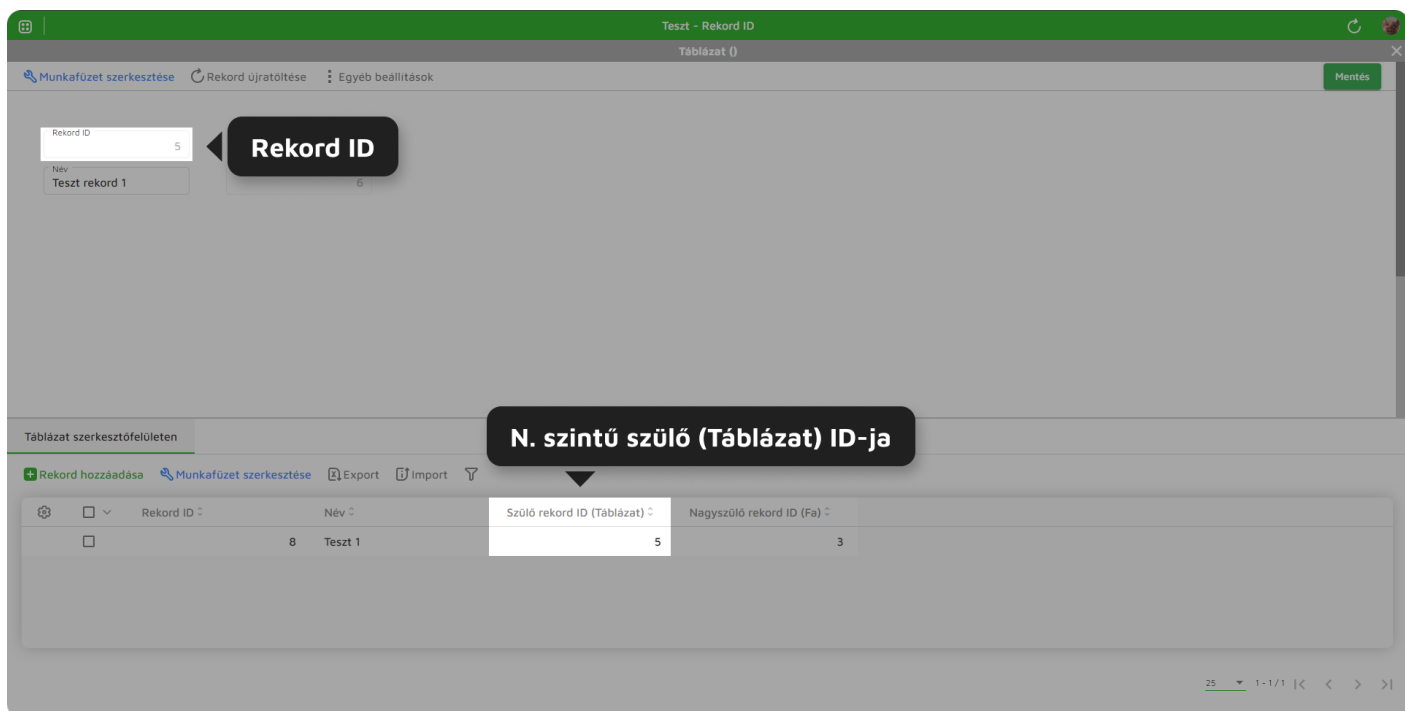 Teszt - Rekord ID
Táblázat ()
Munkafüzet szerkesztése Rekord újratöltése Egyéb beállítások Mentés
Rekord ID
5
Rekord ID
Név
Teszt rekord 1
6
N. szintű szülő (Táblázat) ID-ja
Táblázat szerkesztőfelületen
Rekord hozzáadása Munkafüzet szerkesztése Export Import
Rekord ID Név Szülő rekord ID (Táblázat) Nagyszülő rekord ID (Fa)
8 Teszt 1 5 3
25 1-1/1